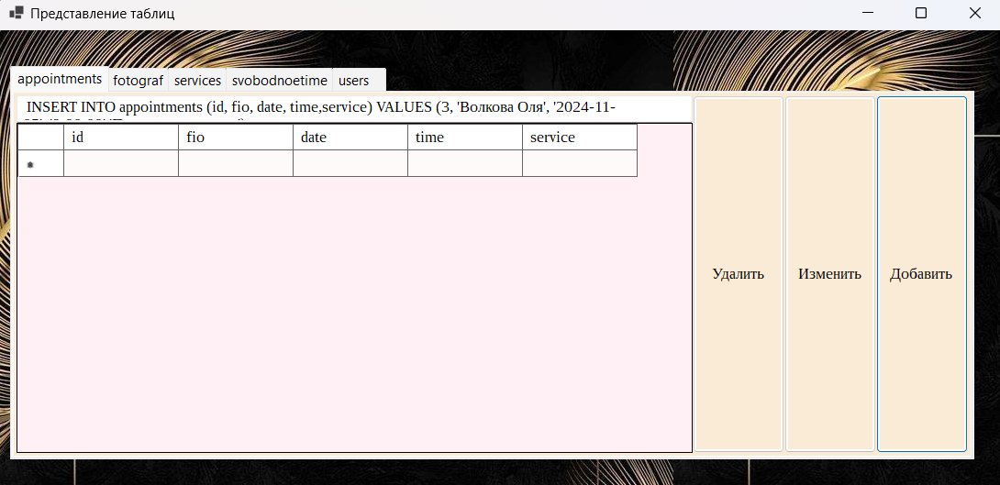 Представление таблиц
appointments fotograf services svobodnoetime users
INSERT INTO appointments (id, fio, date, time,service) VALUES (3, 'Волкова Оля', '2024-11-
id fio date time service
Удалить Изменить Добавить